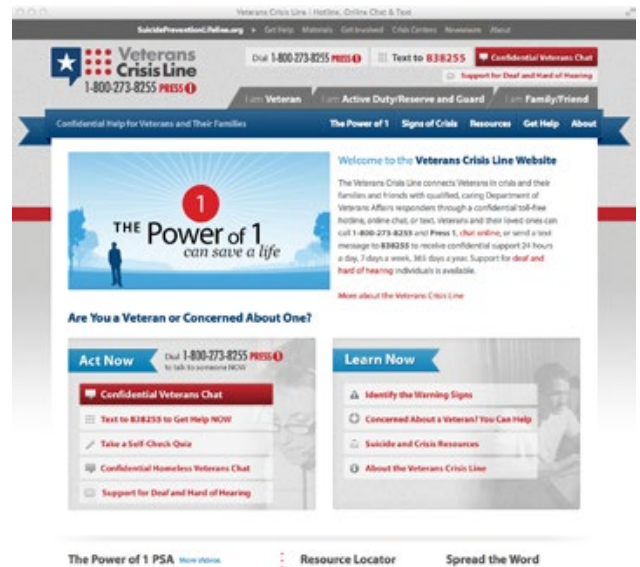 Veterans Crisis Line | Hotline, Online Chat & Text
SuicidePreventionLifeline.org ▸ Get Help Materials Get Involved Crisis Centers Newsroom About
Veterans
Crisis Line
1-800-273-8255 PRESS 1
Dial 1-800-273-8255 PRESS 1
Text to 838255
Confidential Veterans Chat
Support for Deaf and Hard of Hearing
I am Veteran
I am Active Duty/Reserve and Guard
I am Family/Friend
Confidential Help for Veterans and Their Families
The Power of 1 Signs of Crisis Resources Get Help About
1
THE Power of 1
can save a life
Welcome to the Veterans Crisis Line Website
The Veterans Crisis Line connects Veterans in crisis and their
families and friends with qualified, caring Department of
Veterans Affairs responders through a confidential toll-free
hotline, online chat, or text. Veterans and their loved ones can
call 1-800-273-8255 and Press 1, chat online, or send a text
message to 838255 to receive confidential support 24 hours
a day, 7 days a week, 365 days a year. Support for deaf and
hard of hearing individuals is available.
More about the Veterans Crisis Line
Are You a Veteran or Concerned About One?
Act Now
Dial 1-800-273-8255 PRESS 1
to talk to someone NOW
Confidential Veterans Chat
Text to 838255 to Get Help NOW
Take a Self-Check Quiz
Confidential Homeless Veterans Chat
Support for Deaf and Hard of Hearing
Learn Now
Identify the Warning Signs
Concerned About a Veteran? You Can Help
Suicide and Crisis Resources
About the Veterans Crisis Line
The Power of 1 PSA More Videos
Resource Locator
Spread the Word